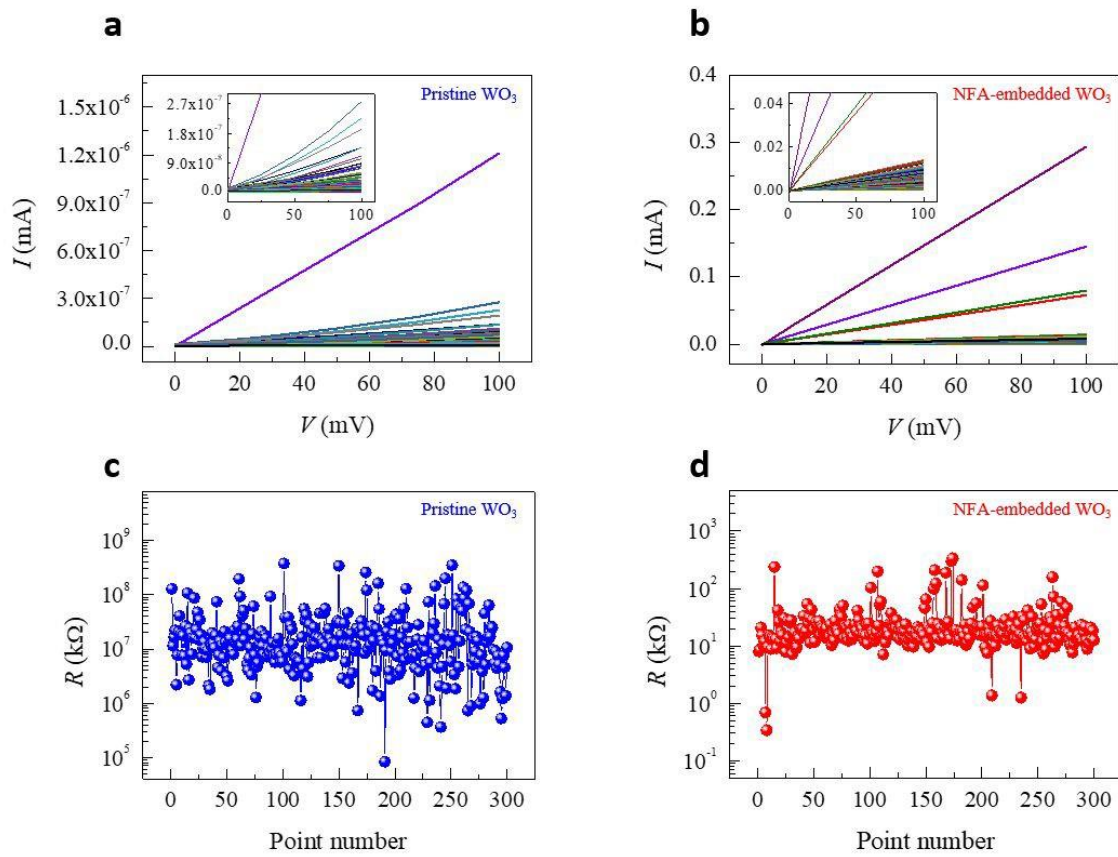 a
Pristine WO₃
1.5x10⁻⁶
1.2x10⁻⁶
9.0x10⁻⁷
6.0x10⁻⁷
3.0x10⁻⁷
0.0
I (mA)
2.7x10⁻⁷
1.8x10⁻⁷
9.0x10⁻⁸
0.0
0 50 100
0 20 40 60 80 100
V (mV)
b
NFA-embedded WO₃
0.4
0.3
0.2
0.1
0.0
I (mA)
0.04
0.02
0.00
0 50 100
0 20 40 60 80 100
V (mV)
c
Pristine WO₃
10⁹
10⁸
10⁷
10⁶
10⁵
R (kΩ)
0 50 100 150 200 250 300
Point number
d
NFA-embedded WO₃
10³
10²
10¹
10⁰
10⁻¹
R (kΩ)
0 50 100 150 200 250 300
Point number